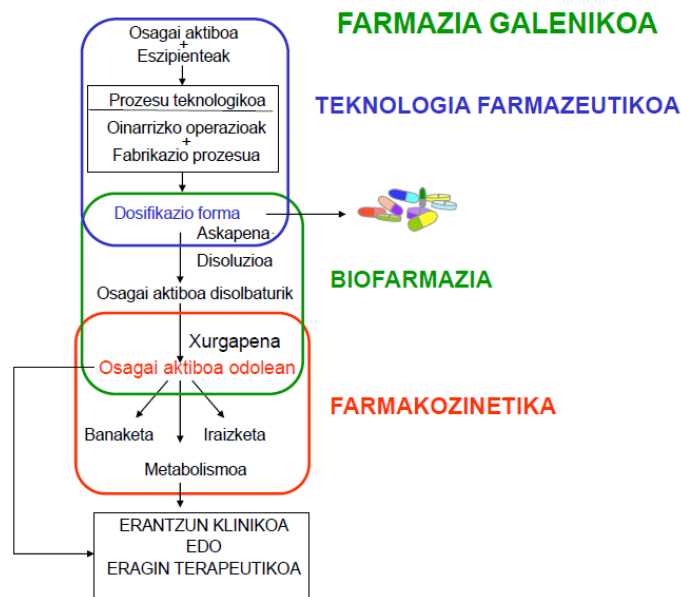 FARMAZIA GALENIKOA
Osagai aktiboa
+
Eszipienteak
TEKNOLOGIA FARMAZEUTIKOA
Prozesu teknologikoa
Oinarrizko operazioak
+
Fabrikazio prozesua
Dosifikazio forma
Askapena
Disoluzioa
BIOFARMAZIA
Osagai aktiboa disolbaturik
Xurgapena
Osagai aktiboa odolean
FARMAKOZINETIKA
Banaketa
Iraizketa
Metabolismoa
ERANTZUN KLINIKOA
EDO
ERAGIN TERAPEUTIKOA